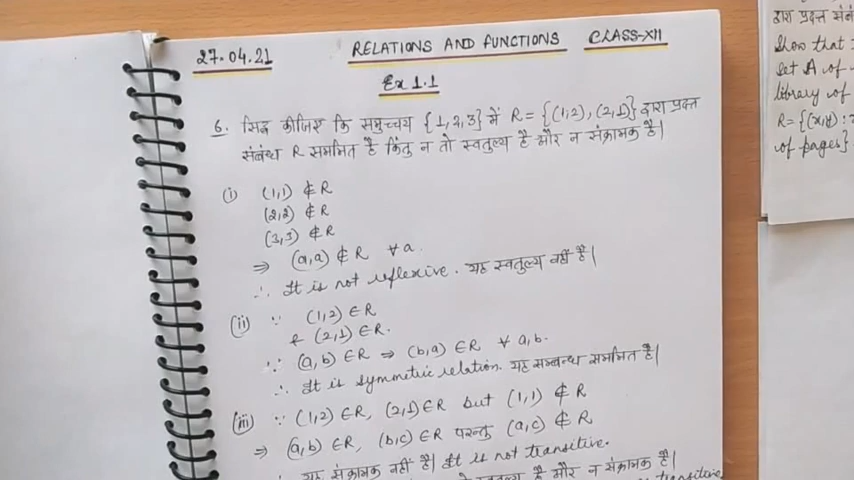 27.04.21 RELATIONS AND FUNCTIONS CLASS-XII
Ex 1.1
6. सिद्ध कीजिए कि समुच्चय {1,2,3} में R = {(1,2), (2,1)} द्वारा प्रदत्त
संबंध R सममित है किंतु न तो स्वतुल्य है और न संक्रामक है।
(i) (1,1) ∉ R
(2,2) ∉ R
(3,3) ∉ R
⇒ (a,a) ∉ R ∀ a.
∴ It is not reflexive. यह स्वतुल्य नहीं है।
(ii) ∵ (1,2) ∈ R
& (2,1) ∈ R.
∵ (a,b) ∈ R ⇒ (b,a) ∈ R ∀ a,b.
∴ It is symmetric relation. यह सम्बन्ध सममित है।
(iii) ∵ (1,2) ∈ R, (2,1) ∈ R but (1,1) ∉ R
⇒ (a,b) ∈ R, (b,c) ∈ R परन्तु (a,c) ∉ R
∴ यह संक्रामक नहीं है। It is not transitive.
स्वतुल्य है और न संक्रामक है।
transitive.
द्वारा प्रदत्त संबं
Show that
set A of
library of
R = {(x,y) :
of pages}